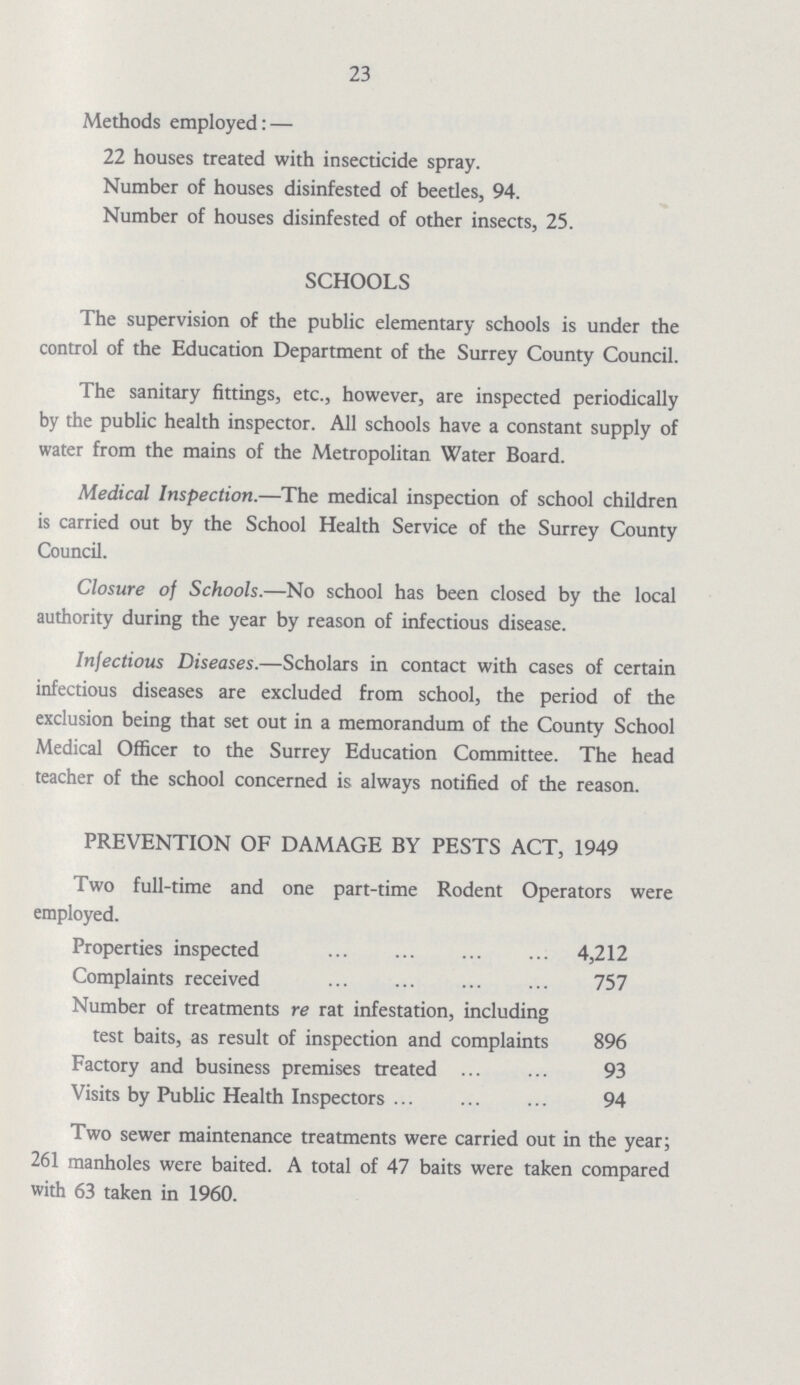 23
Methods employed:—
22 houses treated with insecticide spray.
Number of houses disinfested of beetles, 94.
Number of houses disinfested of other insects, 25.
SCHOOLS
The supervision of the public elementary schools is under the
control of the Education Department of the Surrey County Council.
The sanitary fittings, etc., however, are inspected periodically
by the public health inspector. All schools have a constant supply of
water from the mains of the Metropolitan Water Board.
Medical Inspection.—The medical inspection of school children
is carried out by the School Health Service of the Surrey County
Council.
Closure of Schools.—No school has been closed by the local
authority during the year by reason of infectious disease.
Infectious Diseases.—Scholars in contact with cases of certain
infectious diseases are excluded from school, the period of the
exclusion being that set out in a memorandum of the County School
Medical Officer to the Surrey Education Committee. The head
teacher of the school concerned is always notified of the reason.
PREVENTION OF DAMAGE BY PESTS ACT, 1949
Two full-time and one part-time Rodent Operators were
employed.
Properties inspected ... ... ... ... 4,212
Complaints received ... ... ... ... 757
Number of treatments re rat infestation, including
test baits, as result of inspection and complaints 896
Factory and business premises treated ... ... 93
Visits by Public Health Inspectors ... ... ... 94
Two sewer maintenance treatments were carried out in the year;
261 manholes were baited. A total of 47 baits were taken compared
with 63 taken in 1960.